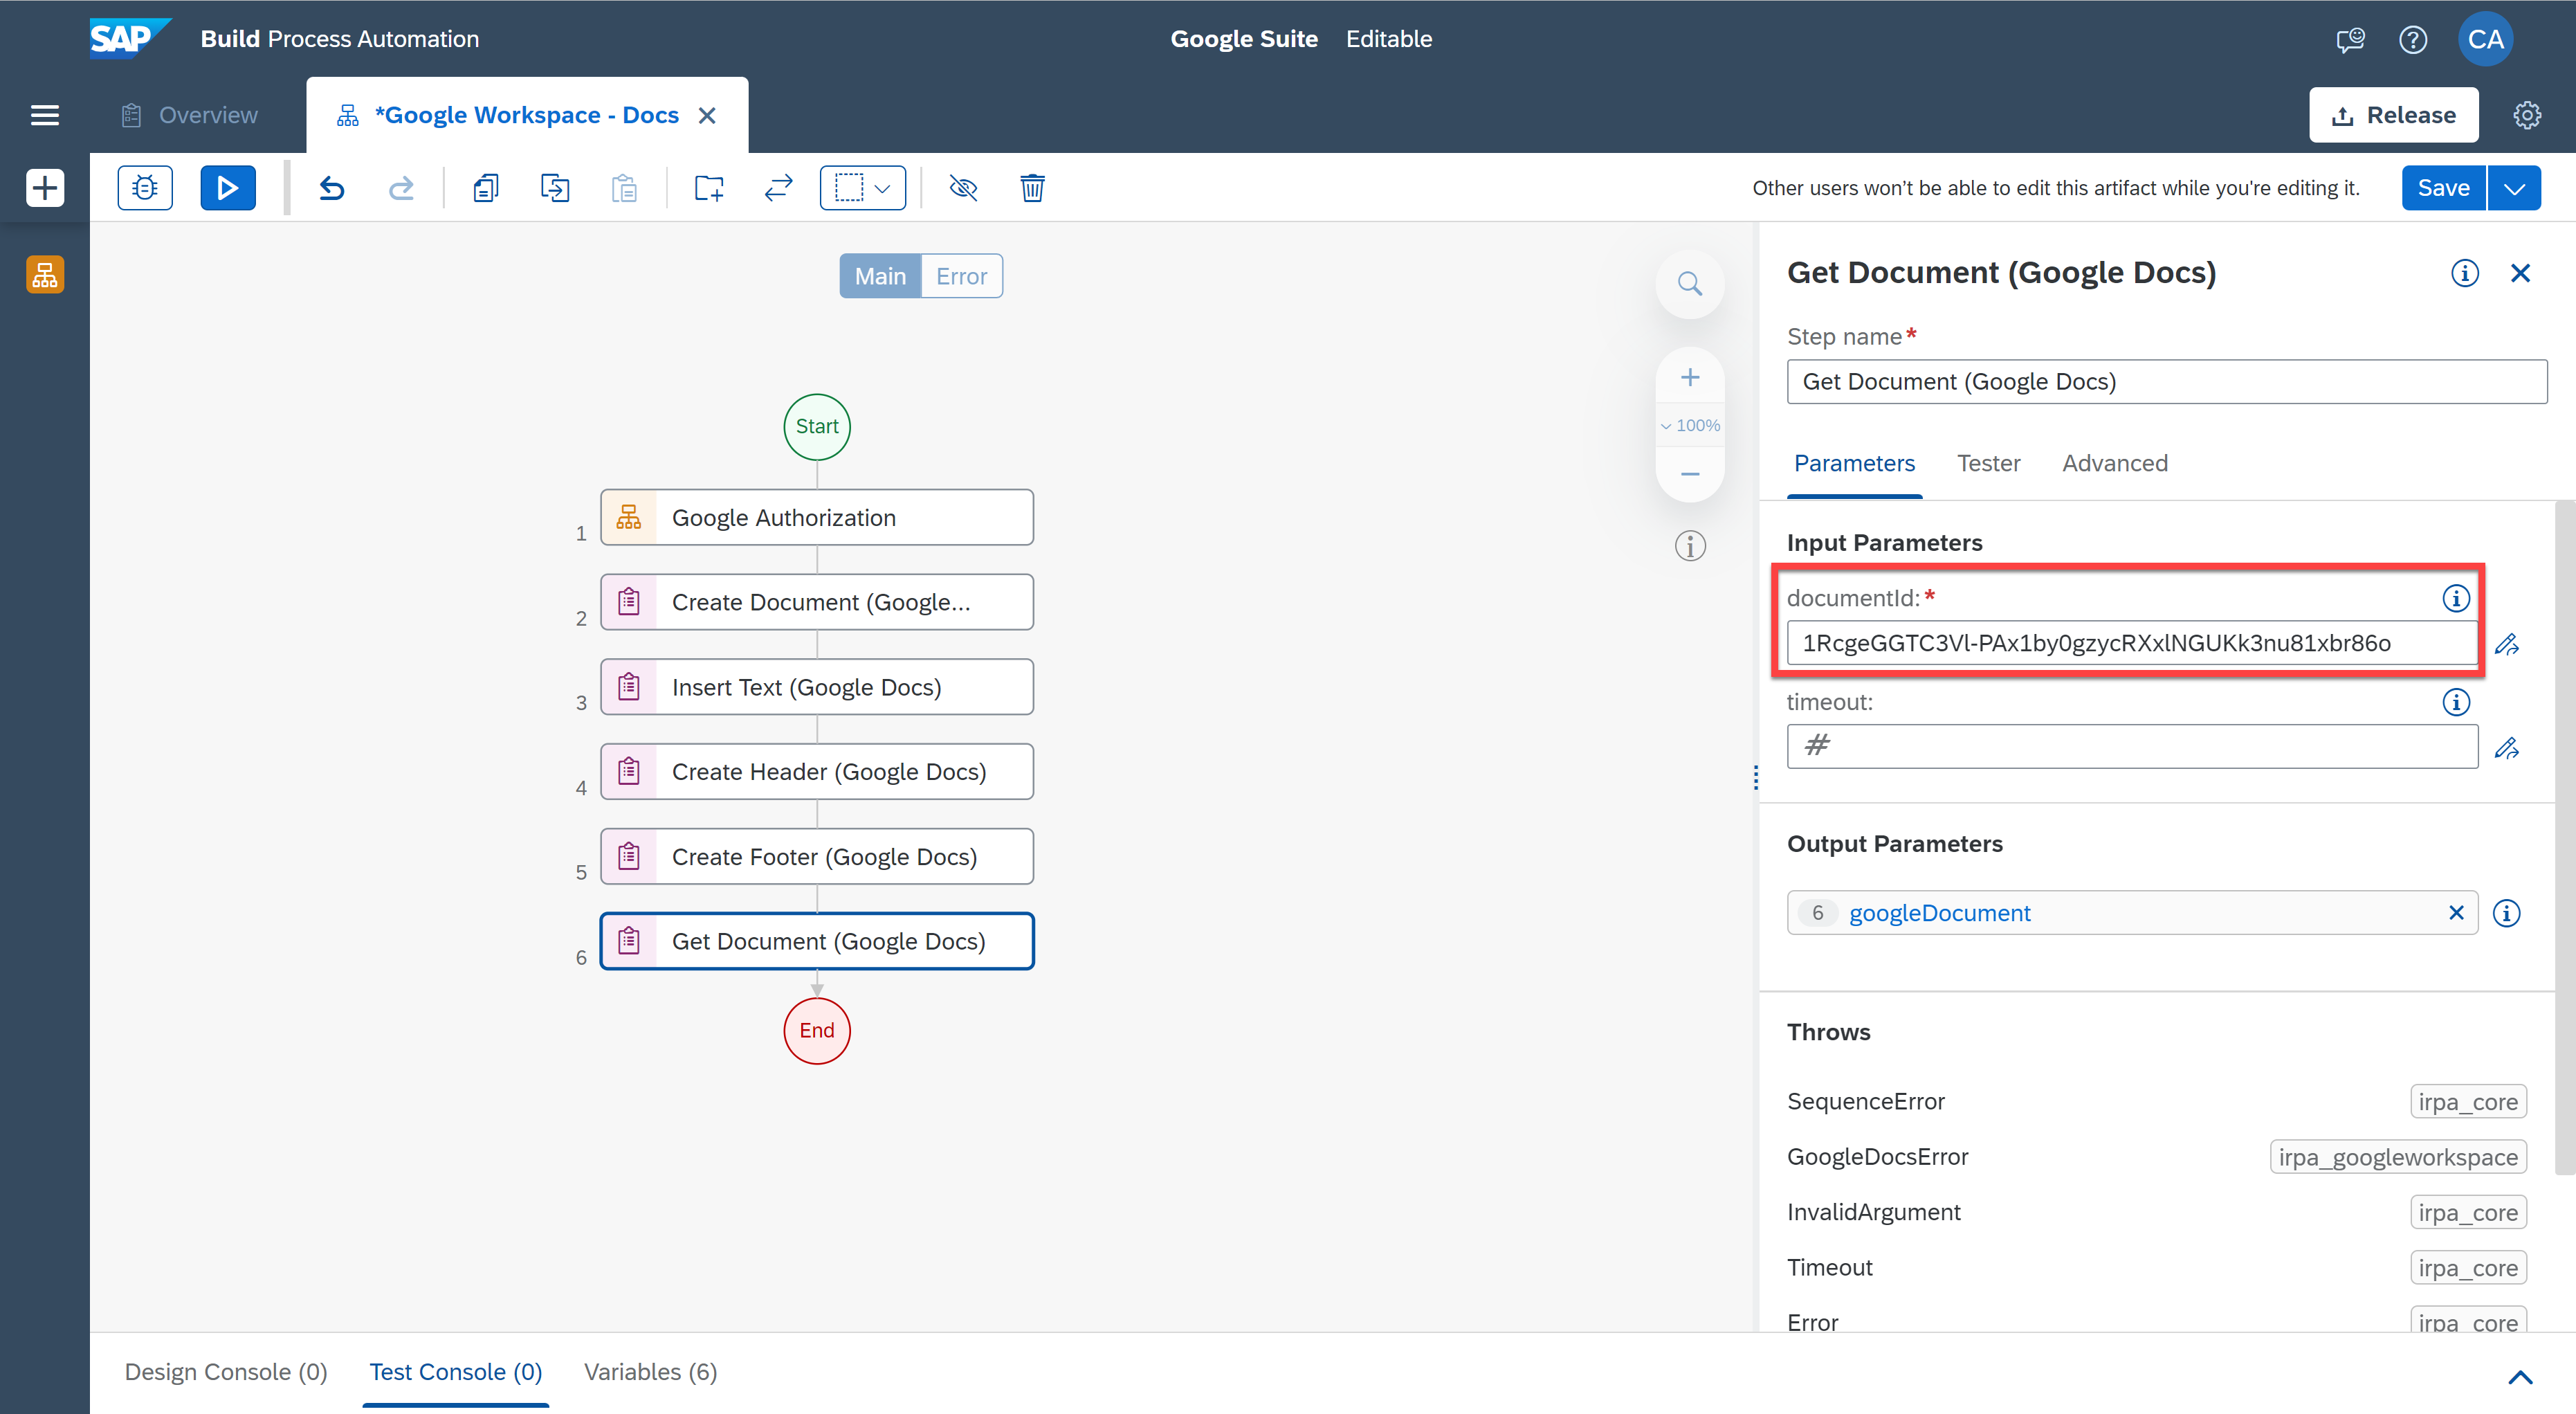 SAP Build Process Automation
Google Suite Editable
CA
Overview
*Google Workspace - Docs
Release
Other users won't be able to edit this artifact while you're editing it.
Save
Main Error
100%
Start
1 Google Authorization
2 Create Document (Google...
3 Insert Text (Google Docs)
4 Create Header (Google Docs)
5 Create Footer (Google Docs)
6 Get Document (Google Docs)
End
Get Document (Google Docs)
Step name*
Get Document (Google Docs)
Parameters Tester Advanced
Input Parameters
documentId:*
1RcgeGGTC3Vl-PAx1by0gzycRXxlNGUKk3nu81xbr86o
timeout:
#
Output Parameters
6 googleDocument
Throws
SequenceError irpa_core
GoogleDocsError irpa_googleworkspace
InvalidArgument irpa_core
Timeout irpa_core
Error irpa_core
Design Console (0) Test Console (0) Variables (6)